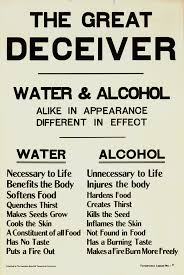 THE GREAT
DECEIVER
WATER & ALCOHOL
ALIKE IN APPEARANCE
DIFFERENT IN EFFECT
WATER
Necessary to Life
Benefits the Body
Softens Food
Quenches Thirst
Makes Seeds Grow
Cools the Skin
A Constituent of all Food
Has No Taste
Puts a Fire Out
ALCOHOL
Unnecessary to Life
Injures the body
Hardens Food
Creates Thirst
Kills the Seed
Inflames the Skin
Not Found in Food
Has a Burning Taste
Makes a Fire Burn More Freely